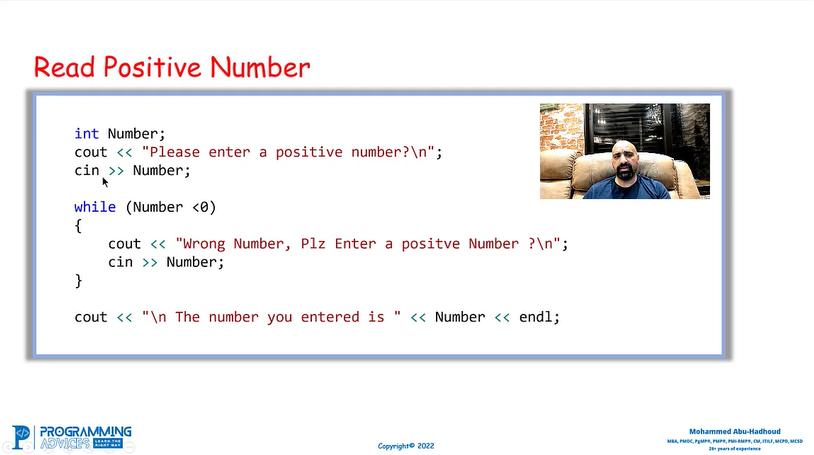 Read Positive Number
int Number;
cout << "Please enter a positive number?\n";
cin >> Number;
while (Number <0)
{
cout << "Wrong Number, Plz Enter a positve Number ?\n";
cin >> Number;
}
cout << "\n The number you entered is " << Number << endl;
PROGRAMMING
ADVICES LEARN THE RIGHT WAY
Copyright© 2022
Mohammed Abu-Hadhoud
MBA, PMOC, PgMP®, PMP®, PMI-RMP®, CM, ITILF, MCPD, MCSD
26+ years of experience